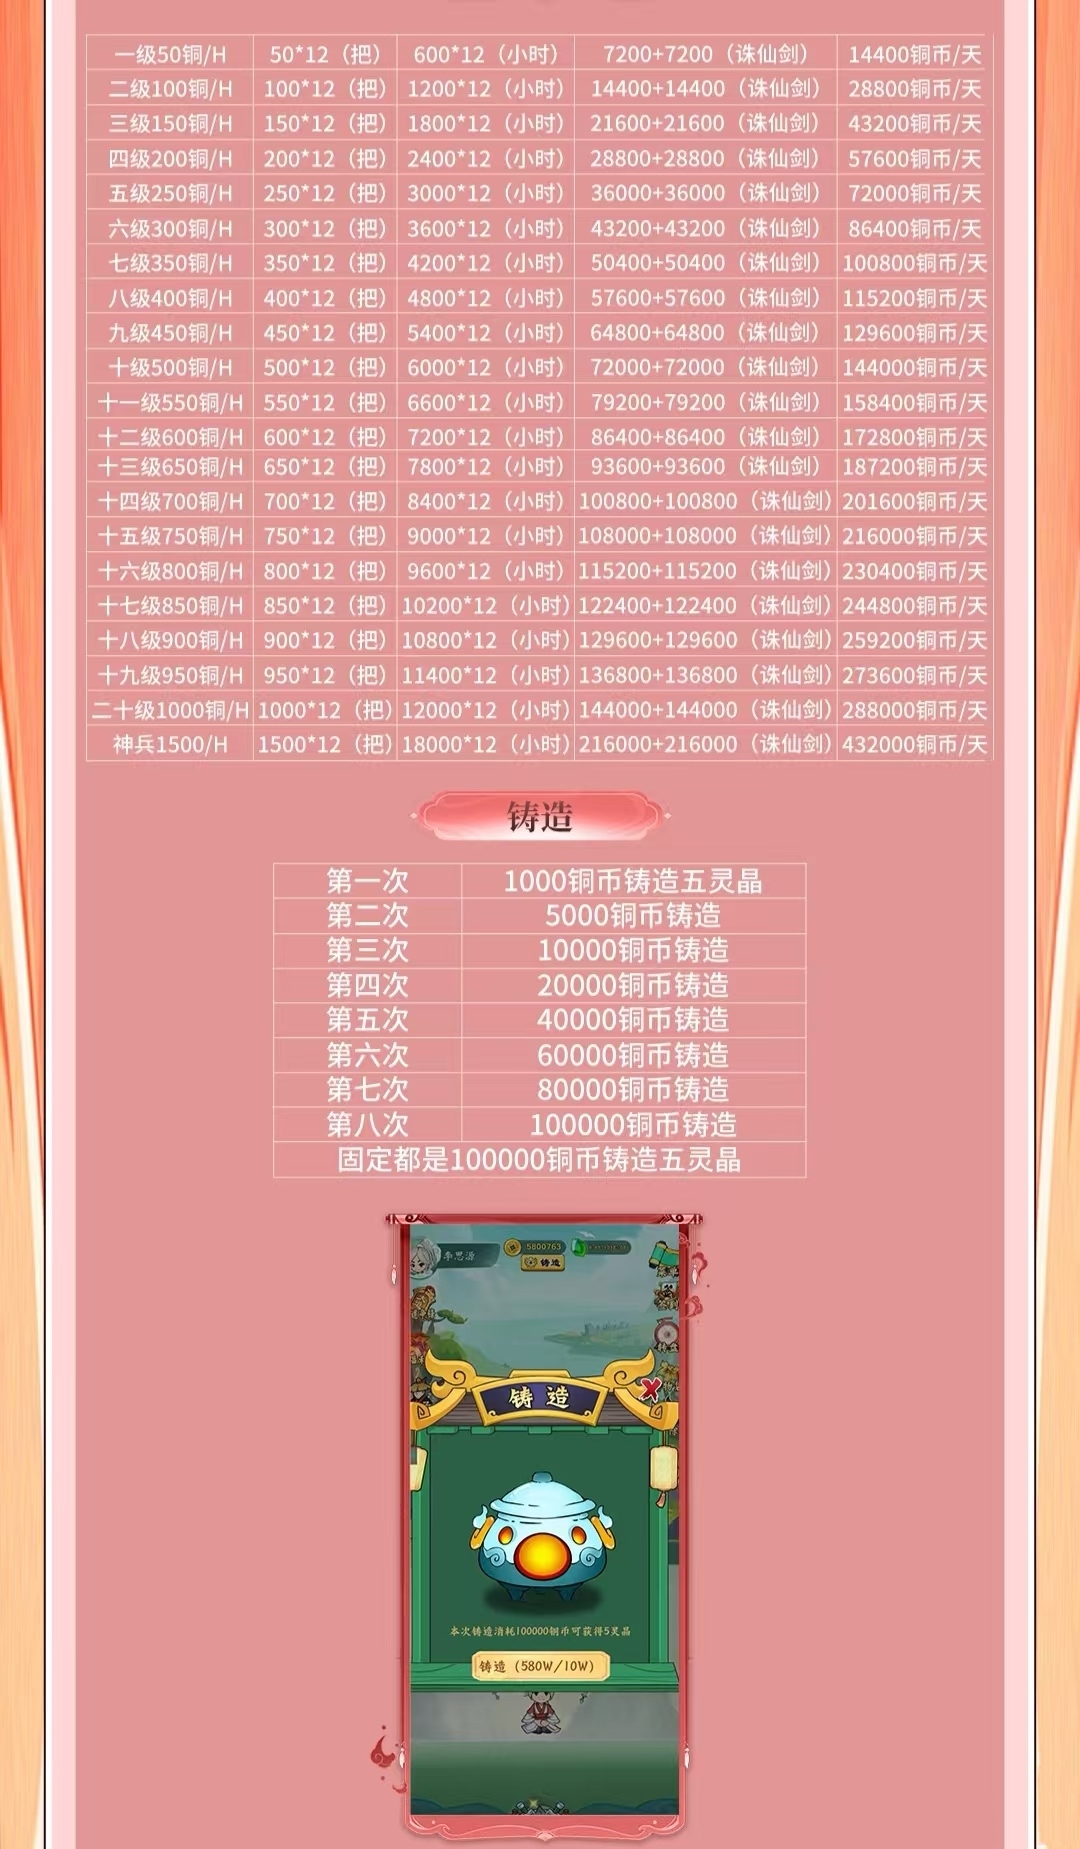 一级50铜/H 50*12（把） 600*12（小时） 7200+7200（诛仙剑） 14400铜币/天
二级100铜/H 100*12（把） 1200*12（小时） 14400+14400（诛仙剑） 28800铜币/天
三级150铜/H 150*12（把） 1800*12（小时） 21600+21600（诛仙剑） 43200铜币/天
四级200铜/H 200*12（把） 2400*12（小时） 28800+28800（诛仙剑） 57600铜币/天
五级250铜/H 250*12（把） 3000*12（小时） 36000+36000（诛仙剑） 72000铜币/天
六级300铜/H 300*12（把） 3600*12（小时） 43200+43200（诛仙剑） 86400铜币/天
七级350铜/H 350*12（把） 4200*12（小时） 50400+50400（诛仙剑） 100800铜币/天
八级400铜/H 400*12（把） 4800*12（小时） 57600+57600（诛仙剑） 115200铜币/天
九级450铜/H 450*12（把） 5400*12（小时） 64800+64800（诛仙剑） 129600铜币/天
十级500铜/H 500*12（把） 6000*12（小时） 72000+72000（诛仙剑） 144000铜币/天
十一级550铜/H 550*12（把） 6600*12（小时） 79200+79200（诛仙剑） 158400铜币/天
十二级600铜/H 600*12（把） 7200*12（小时） 86400+86400（诛仙剑） 172800铜币/天
十三级650铜/H 650*12（把） 7800*12（小时） 93600+93600（诛仙剑） 187200铜币/天
十四级700铜/H 700*12（把） 8400*12（小时） 100800+100800（诛仙剑） 201600铜币/天
十五级750铜/H 750*12（把） 9000*12（小时） 108000+108000（诛仙剑） 216000铜币/天
十六级800铜/H 800*12（把） 9600*12（小时） 115200+115200（诛仙剑） 230400铜币/天
十七级850铜/H 850*12（把） 10200*12（小时） 122400+122400（诛仙剑） 244800铜币/天
十八级900铜/H 900*12（把） 10800*12（小时） 129600+129600（诛仙剑） 259200铜币/天
十九级950铜/H 950*12（把） 11400*12（小时） 136800+136800（诛仙剑） 273600铜币/天
二十级1000铜/H 1000*12（把） 12000*12（小时） 144000+144000（诛仙剑） 288000铜币/天
神兵1500/H 1500*12（把） 18000*12（小时） 216000+216000（诛仙剑） 432000铜币/天
铸造
第一次 1000铜币铸造五灵晶
第二次 5000铜币铸造
第三次 10000铜币铸造
第四次 20000铜币铸造
第五次 40000铜币铸造
第六次 60000铜币铸造
第七次 80000铜币铸造
第八次 100000铜币铸造
固定都是100000铜币铸造五灵晶
李思源 5800763
铸造
铸造
本次铸造消耗100000铜币可获得5灵晶
铸造（580W/10W）